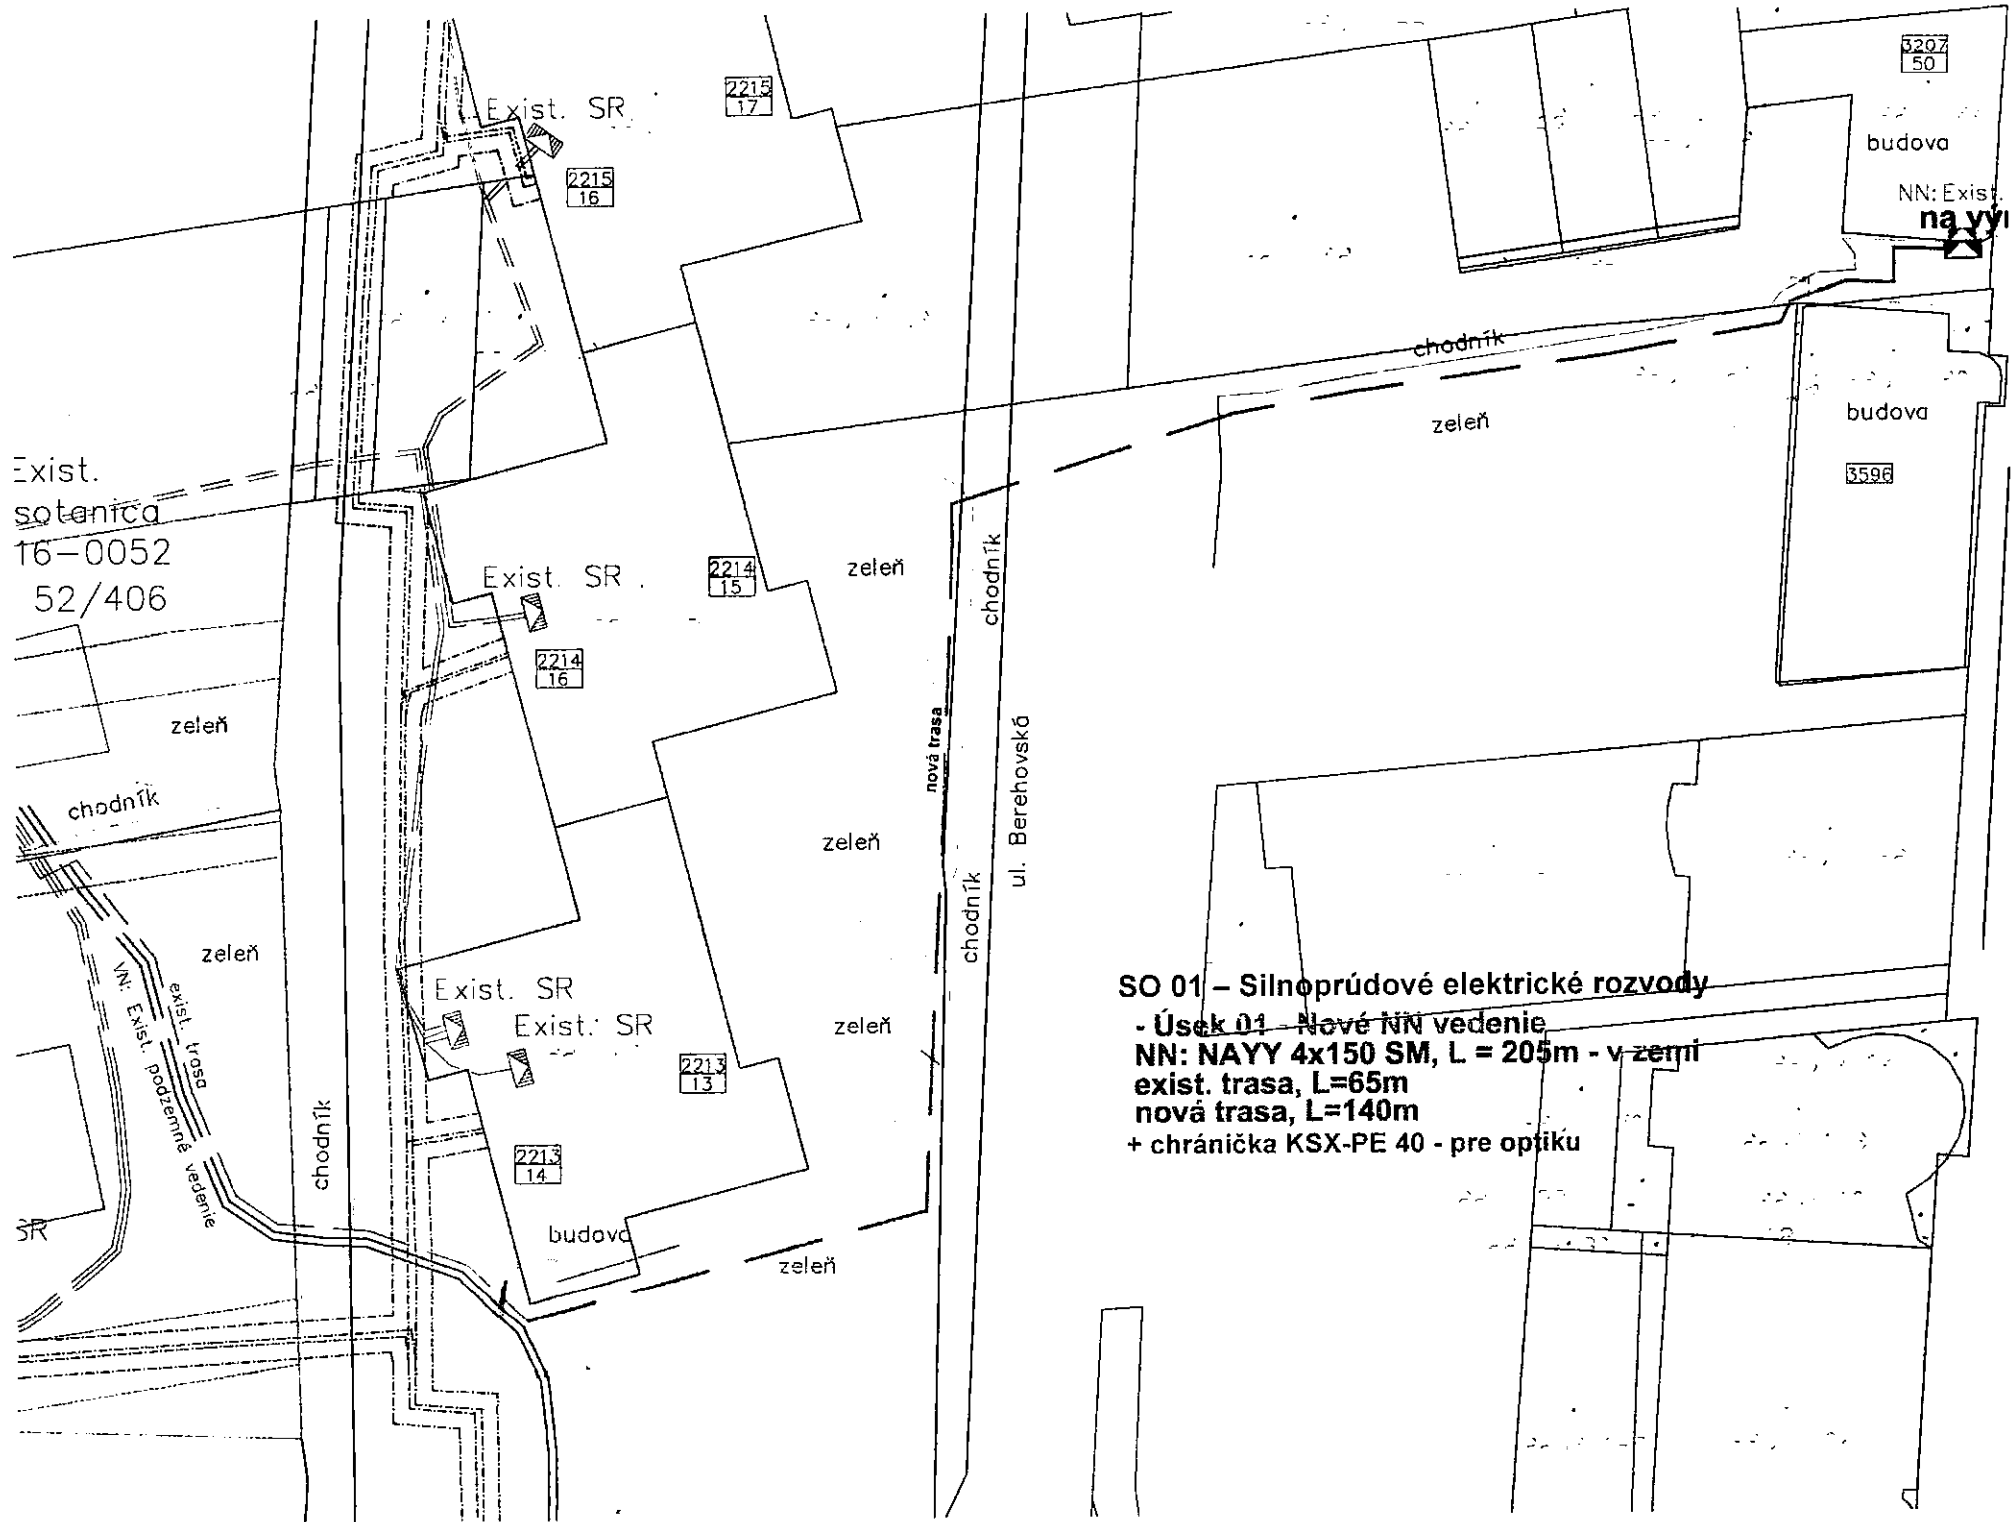 3207
50
2215
17
Exist. SR
budova
2215
16
NN: Exist.
chodník
zeleň
budova
3596
Exist.
sotanica
16-0052
52/406
Exist. SR
2214
15
zeleň
chodník
2214
16
zeleň
nová trasa
ul. Berehovská
chodník
zeleň
chodník
zeleň
Exist. SR
Exist. SR
zeleň
VN: Exist. podzemné vedenie
exist. trasa
chodník
2213
13
2213
14
SR
budova
zeleň
SO 01 – Silnoprúdové elektrické rozvody
- Úsek 01 - Nové NN vedenie
NN: NAYY 4x150 SM, L = 205m - v zemi
exist. trasa, L=65m
nová trasa, L=140m
+ chránička KSX-PE 40 - pre optiku